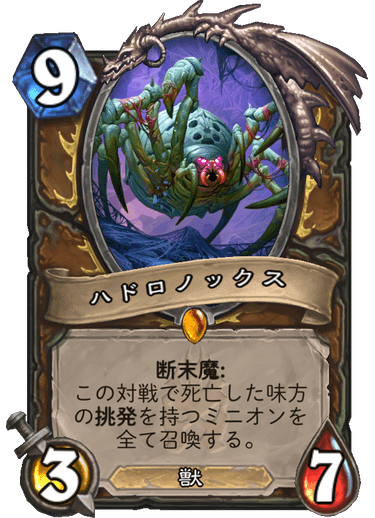 9
ハドロノックス
断末魔:
この対戦で死亡した味方
の挑発を持つミニオンを
全て召喚する。
3
獣
7